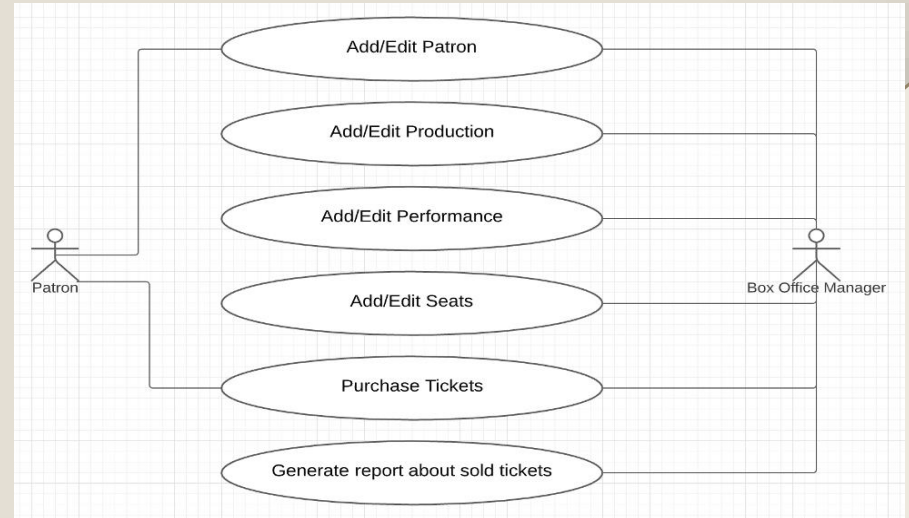 Add/Edit Patron
Add/Edit Production
Add/Edit Performance
Patron
Box Office Manager
Add/Edit Seats
Purchase Tickets
Generate report about sold tickets